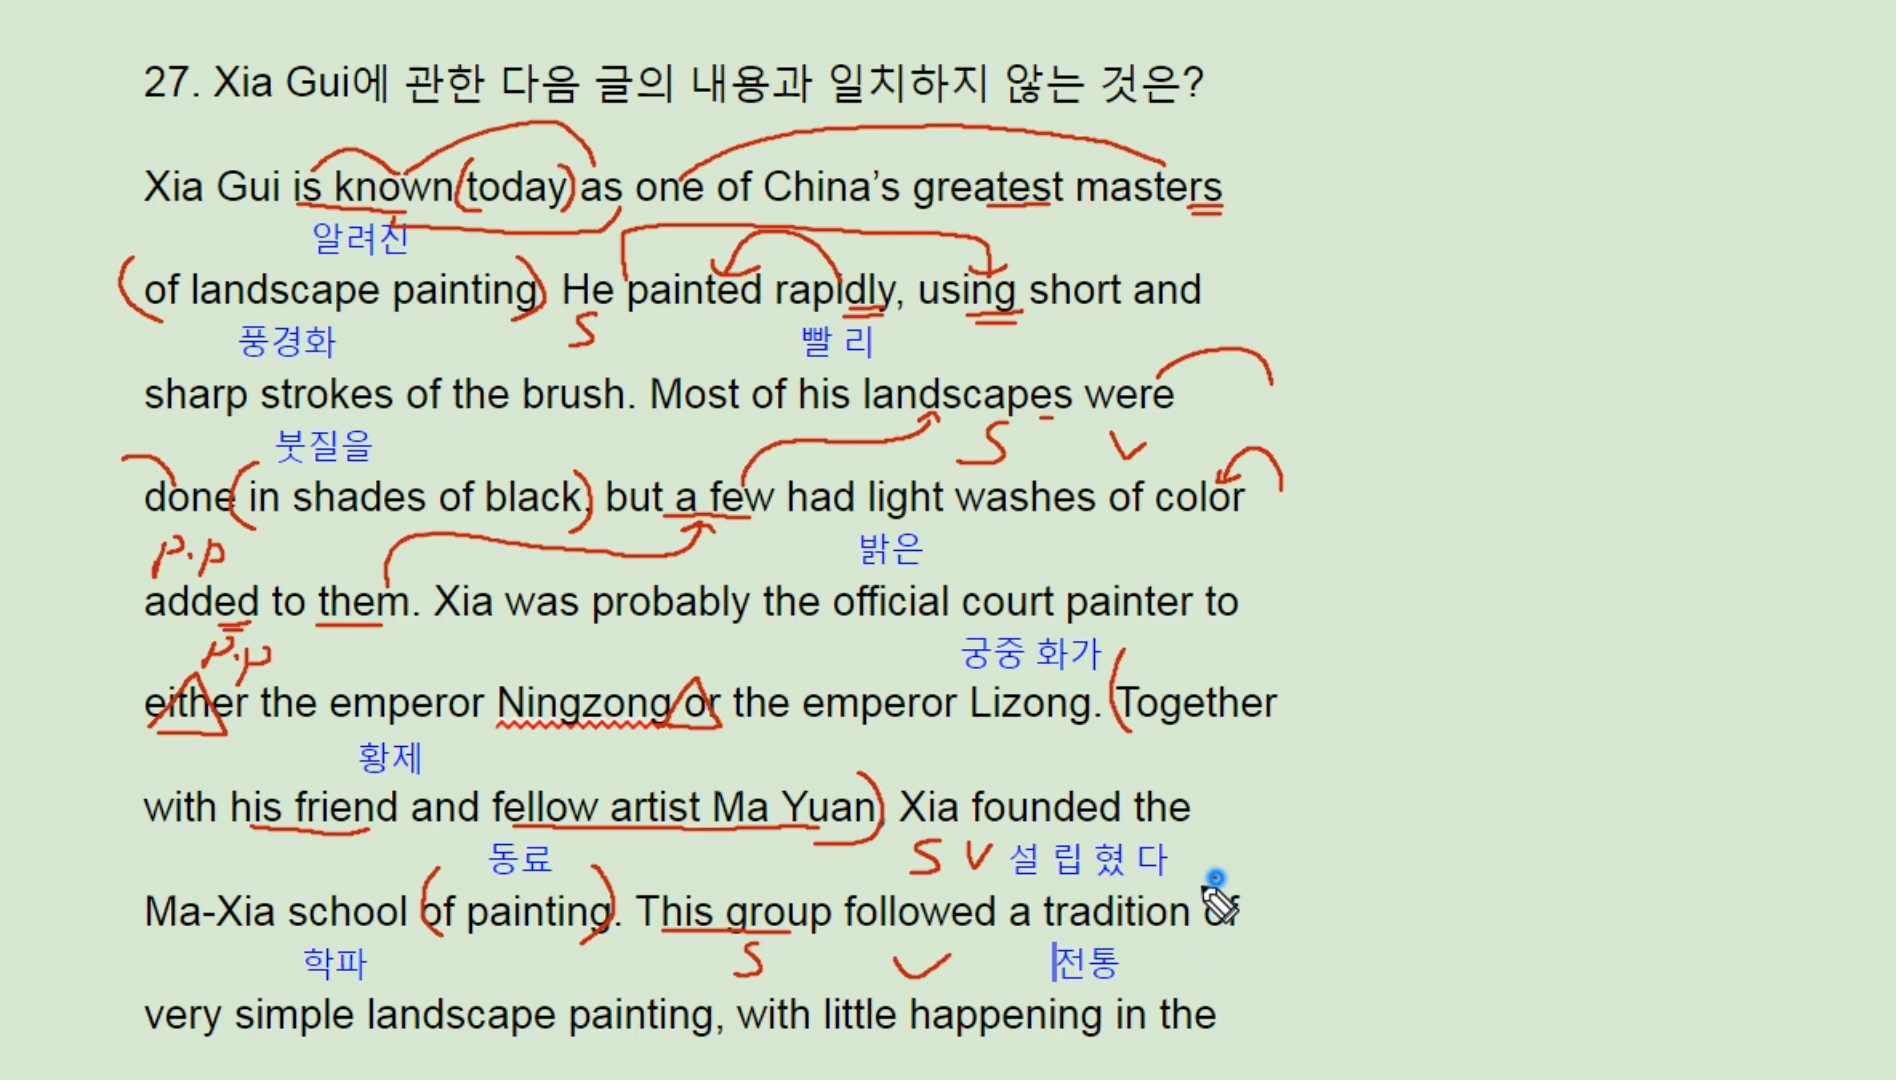 27. Xia Gui에 관한 다음 글의 내용과 일치하지 않는 것은?
Xia Gui is known (today) as one of China's greatest masters
알려진
(of landscape painting) He painted rapidly, using short and
S
풍경화 빨 리
sharp strokes of the brush. Most of his landscapes were
붓질을 S V
done (in shades of black,) but a few had light washes of color
p.p 밝은
added to them. Xia was probably the official court painter to
p.p 궁중 화가
either the emperor Ningzong or the emperor Lizong. (Together
황제
with his friend and fellow artist Ma Yuan) Xia founded the
동료 S V 설 립 혔 다
Ma-Xia school (of painting). This group followed a tradition of
학파 S V 전통
very simple landscape painting, with little happening in the